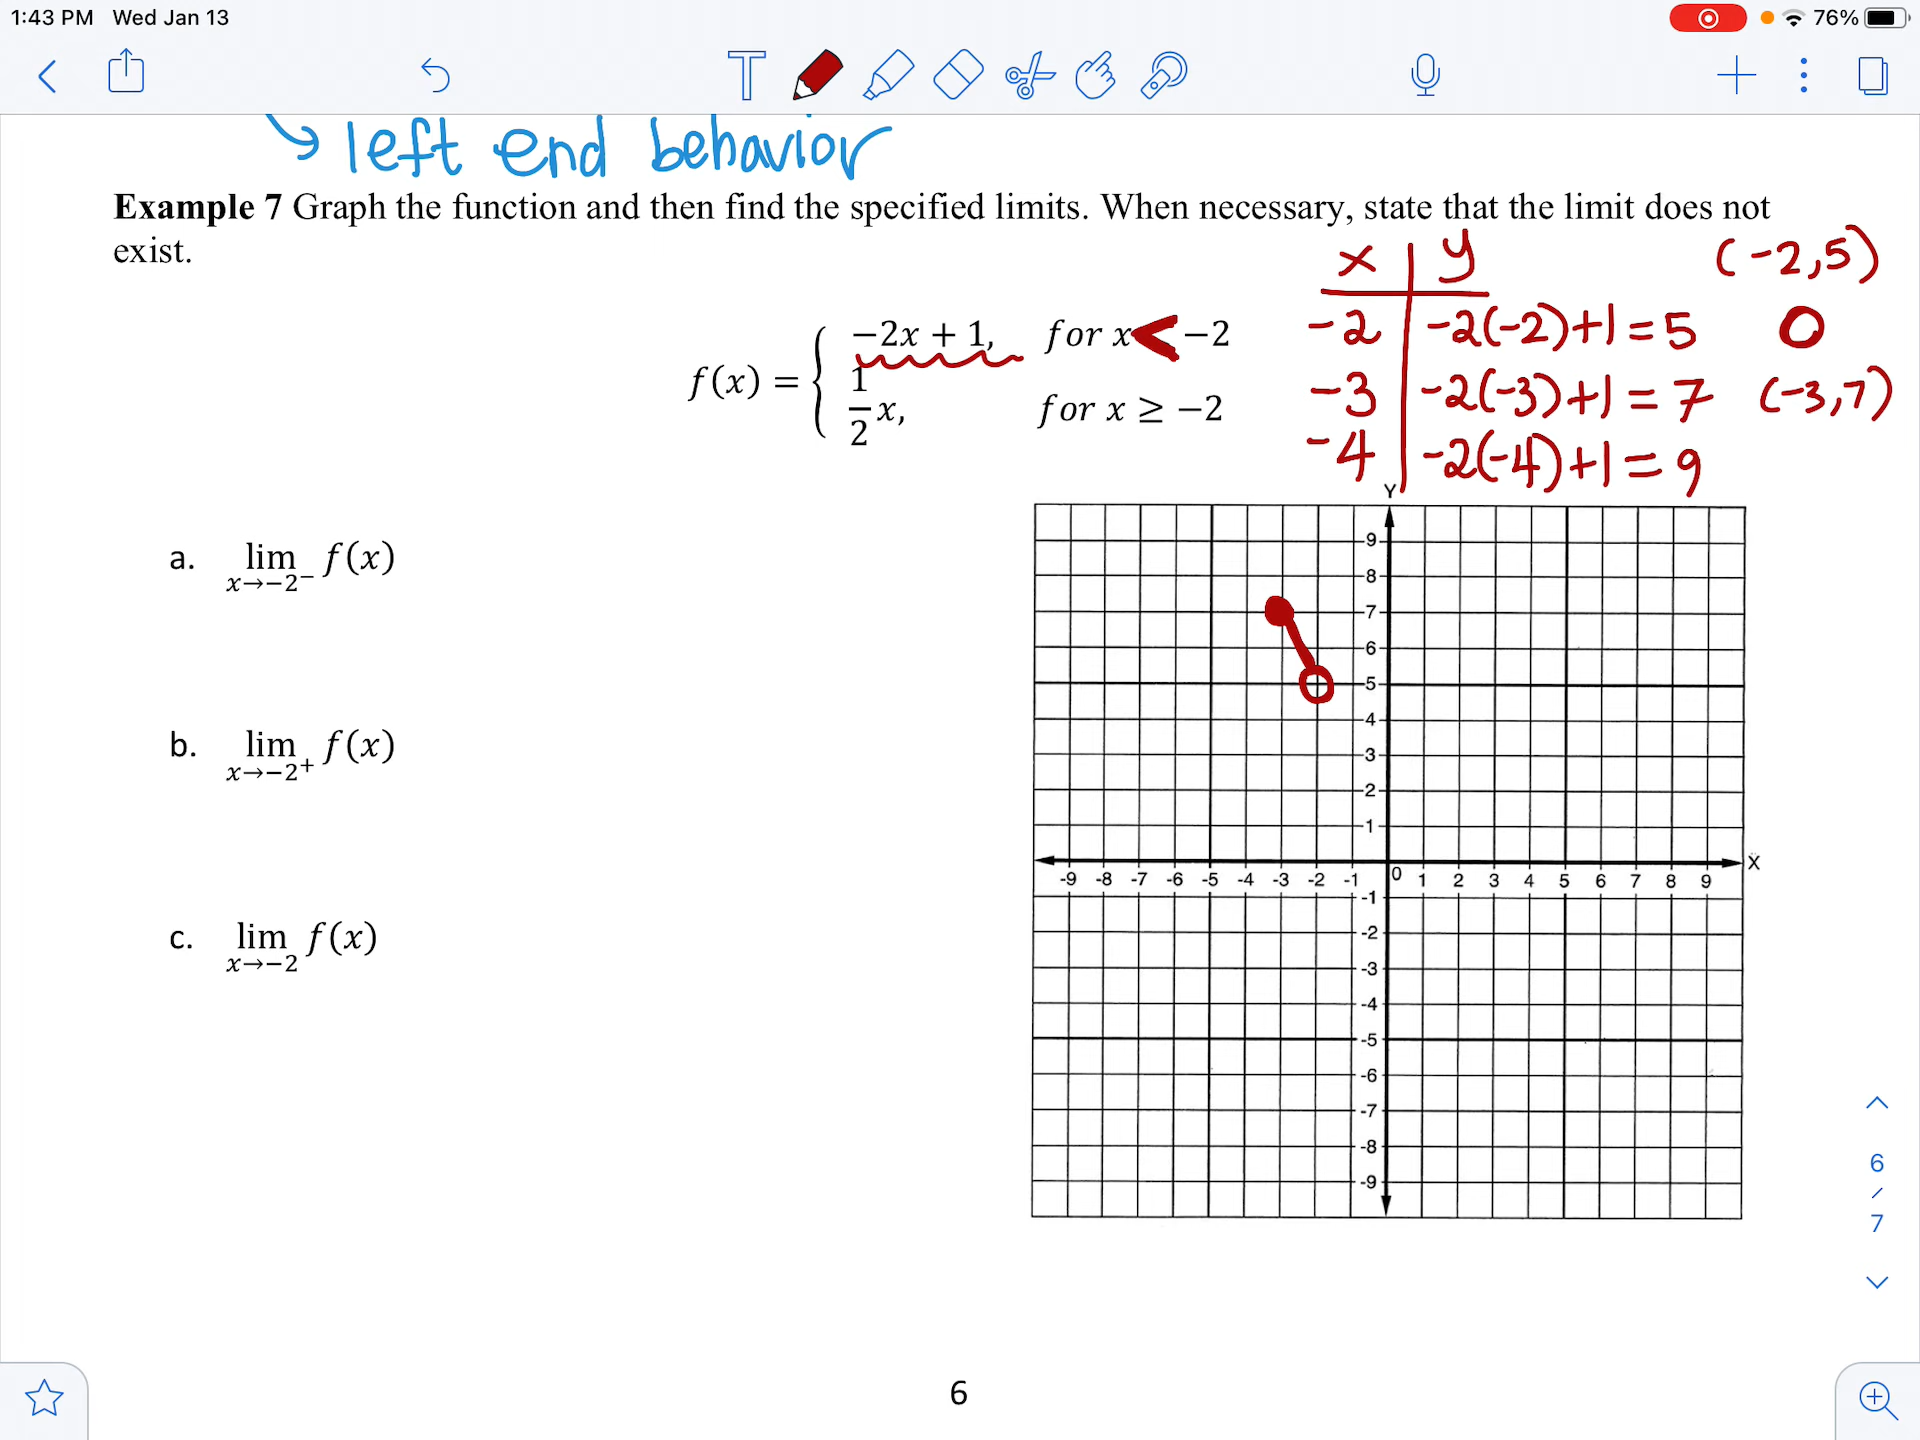 1:43 PM Wed Jan 13
76%
T
left end behavior
Example 7 Graph the function and then find the specified limits. When necessary, state that the limit does not
exist.
x | y
(-2,5)
-2 | -2(-2)+1=5
-3 | -2(-3)+1=7 (-3,7)
-4 | -2(-4)+1=9
f(x) = { −2x + 1, for x < −2
1/2 x, for x ≥ −2
a. lim x→−2⁻ f(x)
b. lim x→−2⁺ f(x)
c. lim x→−2 f(x)
Y
9
8
7
6
5
4
3
2
1
X
-9 -8 -7 -6 -5 -4 -3 -2 -1 0 1 2 3 4 5 6 7 8 9
-1
-2
-3
-4
-5
-6
-7
-8
-9
6
/
7
6